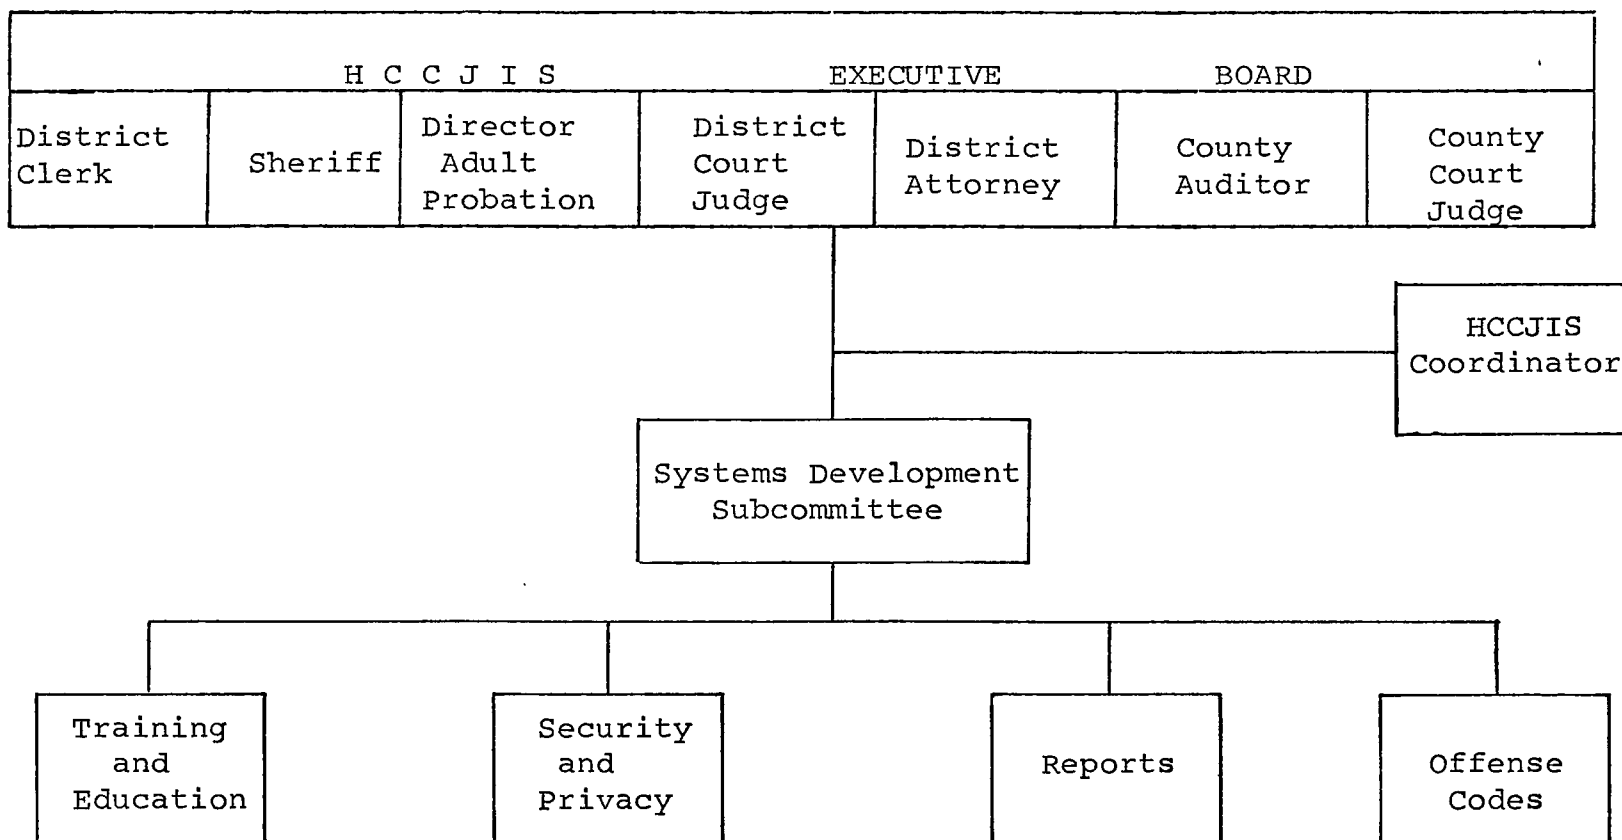 H C C J I S EXECUTIVE BOARD
District
Clerk
Sheriff
Director
Adult
Probation
District
Court
Judge
District
Attorney
County
Auditor
County
Court
Judge
HCCJIS
Coordinator
Systems Development
Subcommittee
Training
and
Education
Security
and
Privacy
Reports
Offense
Codes